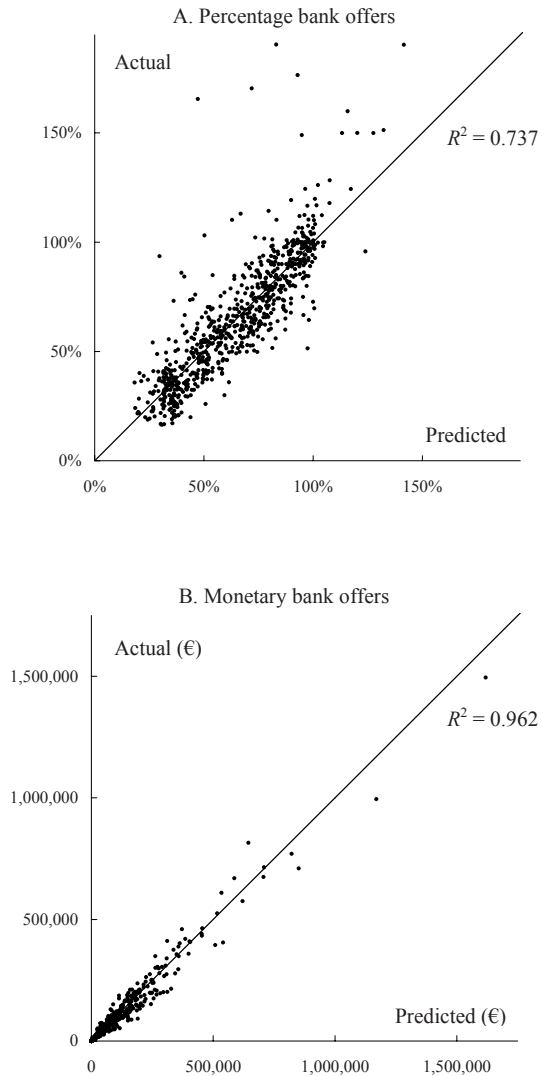 A. Percentage bank offers
Actual
150%
R² = 0.737
100%
50%
Predicted
0%
0% 50% 100% 150%
B. Monetary bank offers
Actual (€)
1,500,000
R² = 0.962
1,000,000
500,000
Predicted (€)
0
0 500,000 1,000,000 1,500,000